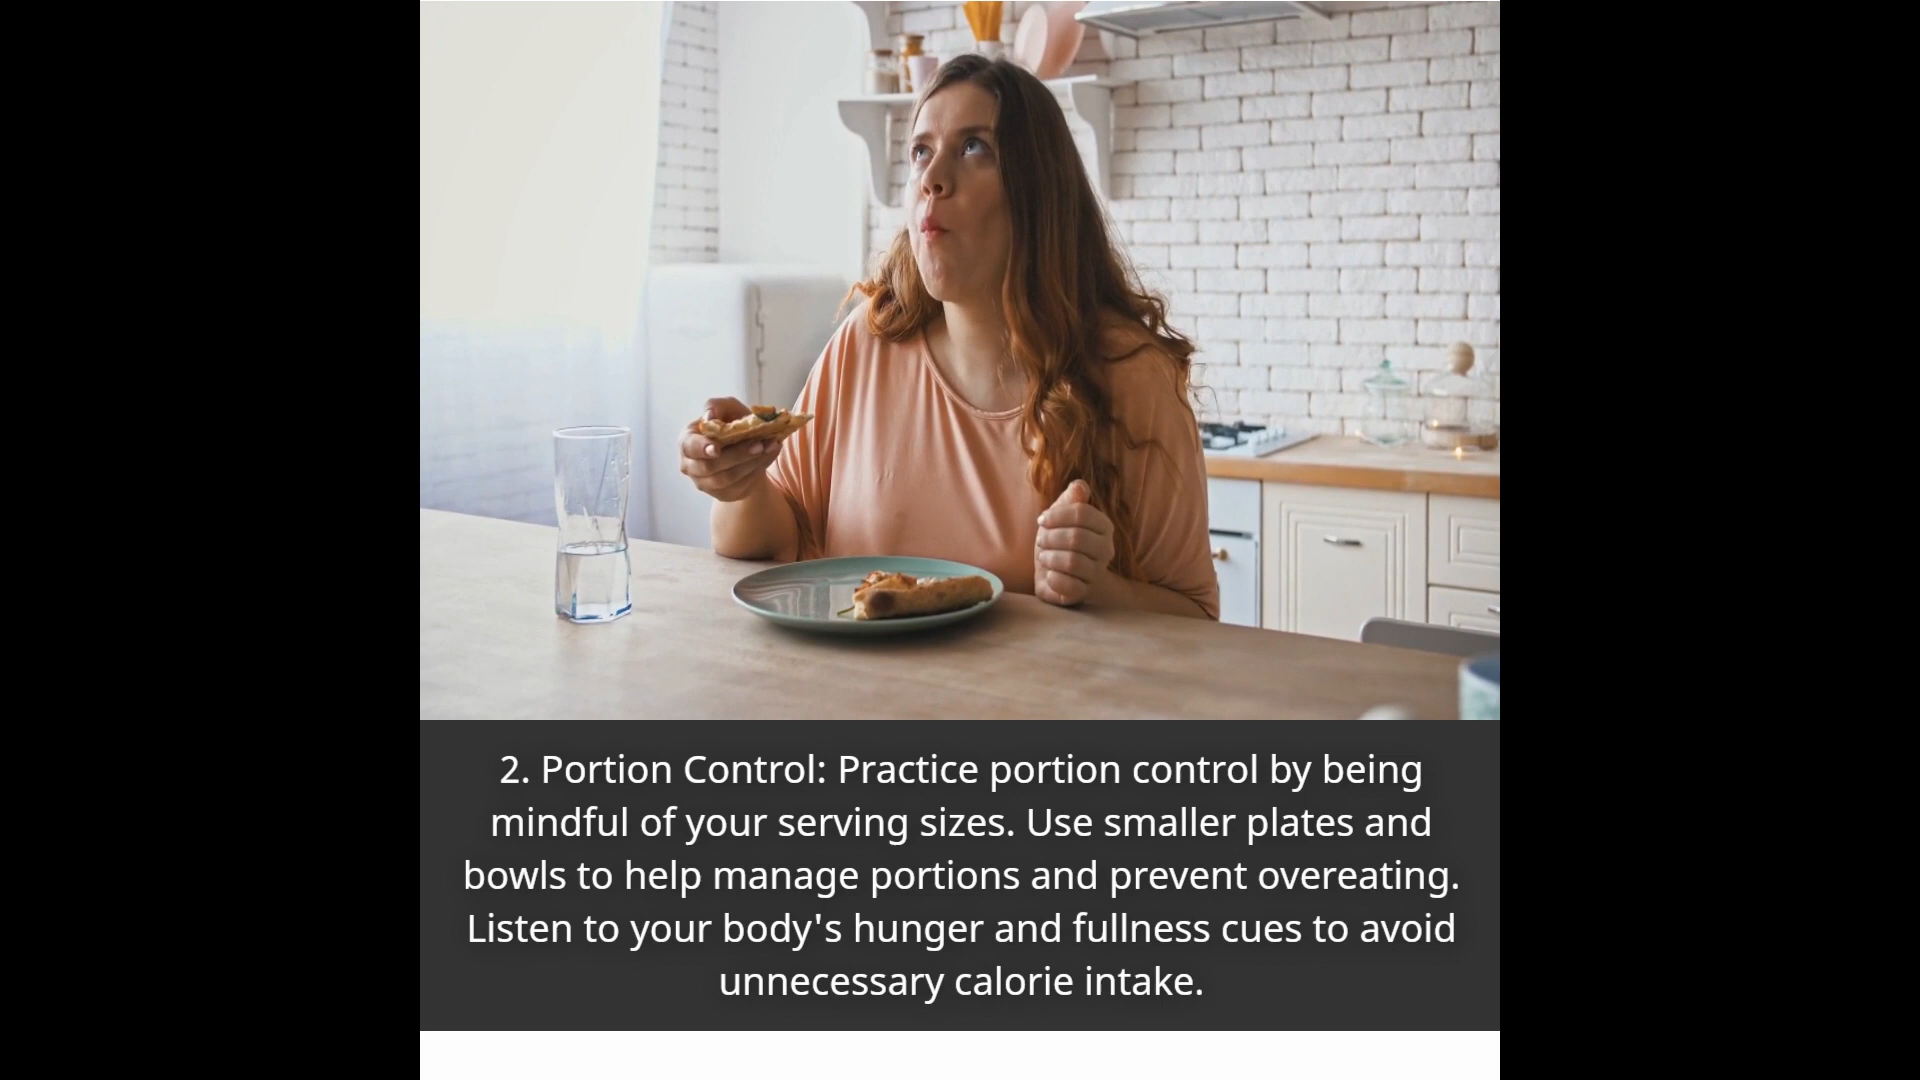 2. Portion Control: Practice portion control by being
mindful of your serving sizes. Use smaller plates and
bowls to help manage portions and prevent overeating.
Listen to your body's hunger and fullness cues to avoid
unnecessary calorie intake.